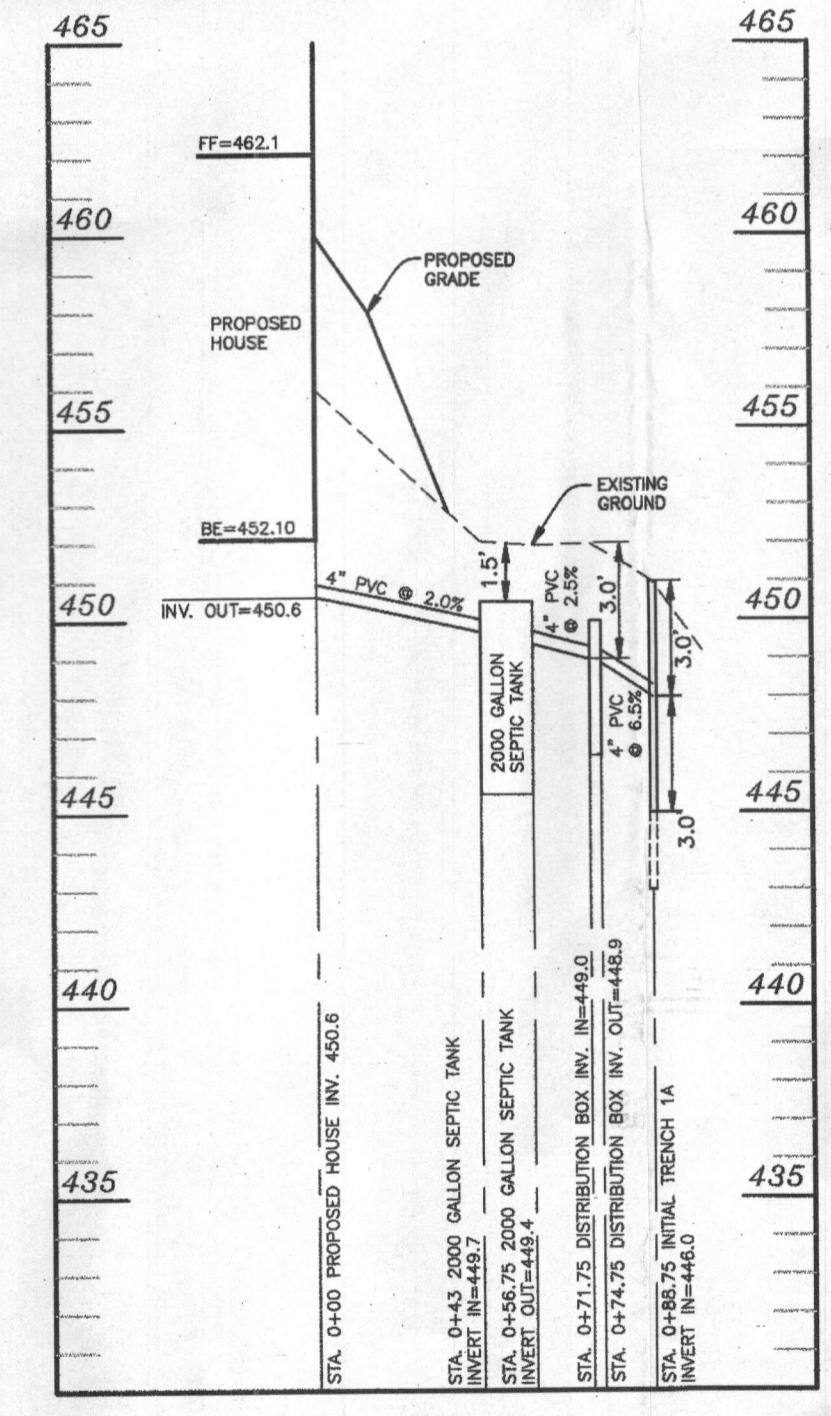 465
465
FF=462.1
460
460
PROPOSED
GRADE
PROPOSED
HOUSE
455
455
EXISTING
GROUND
BE=452.10
1.5'
4" PVC @ 2.0%
4" PVC
@ 2.5%
3.0'
INV. OUT=450.6
450
450
3.0'
2000 GALLON
SEPTIC TANK
4" PVC
@ 6.5%
445
445
3.0'
440
440
435
435
STA. 0+00 PROPOSED HOUSE INV. 450.6
STA. 0+43 2000 GALLON SEPTIC TANK
INVERT IN=449.7
STA. 0+56.75 2000 GALLON SEPTIC TANK
INVERT OUT=449.4
STA. 0+71.75 DISTRIBUTION BOX INV. IN=449.0
STA. 0+74.75 DISTRIBUTION BOX INV. OUT=448.9
STA. 0+88.75 INITIAL TRENCH 1A
INVERT IN=446.0